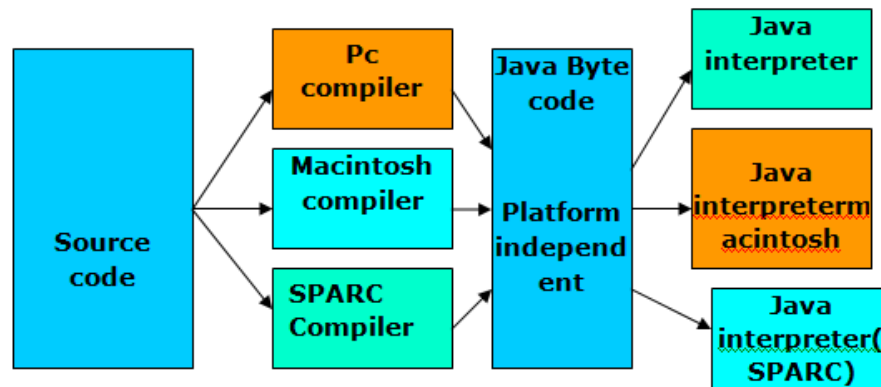 Source
code
Pc
compiler
Macintosh
compiler
SPARC
Compiler
Java Byte
code
Platform
independ
ent
Java
interpreter
Java
interpreterm
acintosh
Java
interpreter(
SPARC)